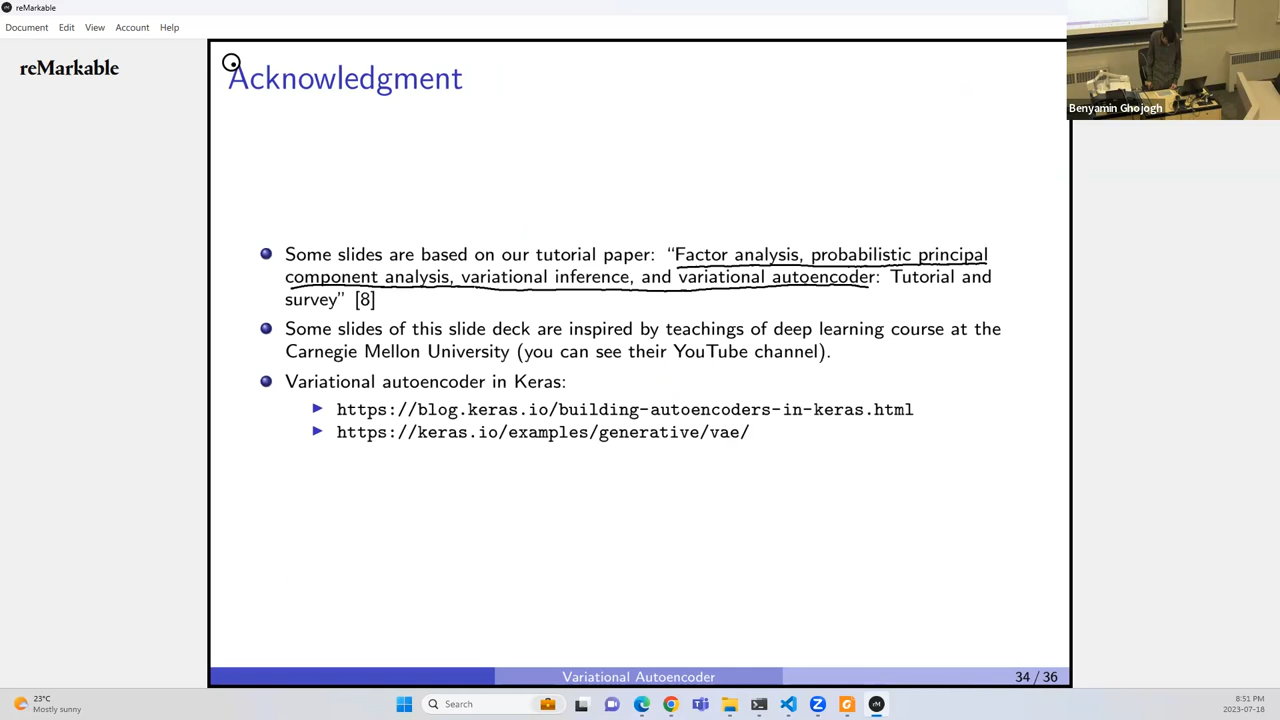 reMarkable
Document Edit View Account Help
reMarkable
Acknowledgment
Benyamin Ghojogh
Some slides are based on our tutorial paper: “Factor analysis, probabilistic principal
component analysis, variational inference, and variational autoencoder: Tutorial and
survey” [8]
Some slides of this slide deck are inspired by teachings of deep learning course at the
Carnegie Mellon University (you can see their YouTube channel).
Variational autoencoder in Keras:
https://blog.keras.io/building-autoencoders-in-keras.html
https://keras.io/examples/generative/vae/
Variational Autoencoder 34 / 36
23°C
Mostly sunny
Search
8:51 PM
2023-07-18